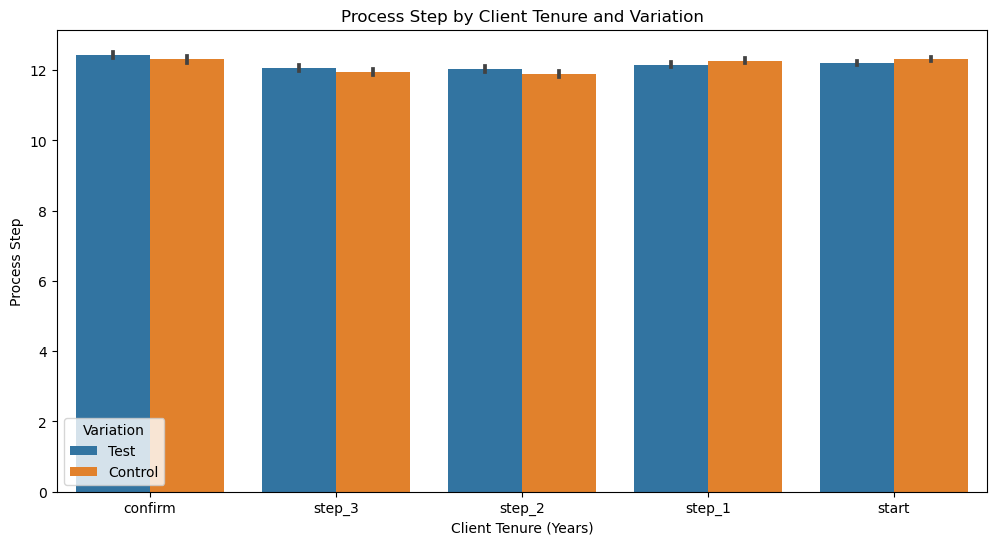 Process Step by Client Tenure and Variation
Process Step
12
10
8
6
4
2
0
Variation
Test
Control
confirm
step_3
step_2
step_1
start
Client Tenure (Years)